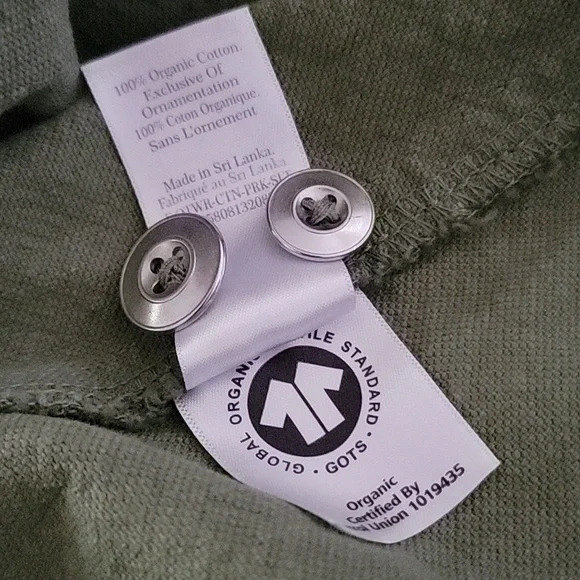 100% Organic Cotton.
Exclusive Of
Ornamentation
100% Coton Organique.
Sans L'ornement
Made in Sri Lanka.
Fabriqué au Sri Lanka
GLOBAL ORGANIC STANDARD · GOTS ·
Organic
Certified By
Union 1019435